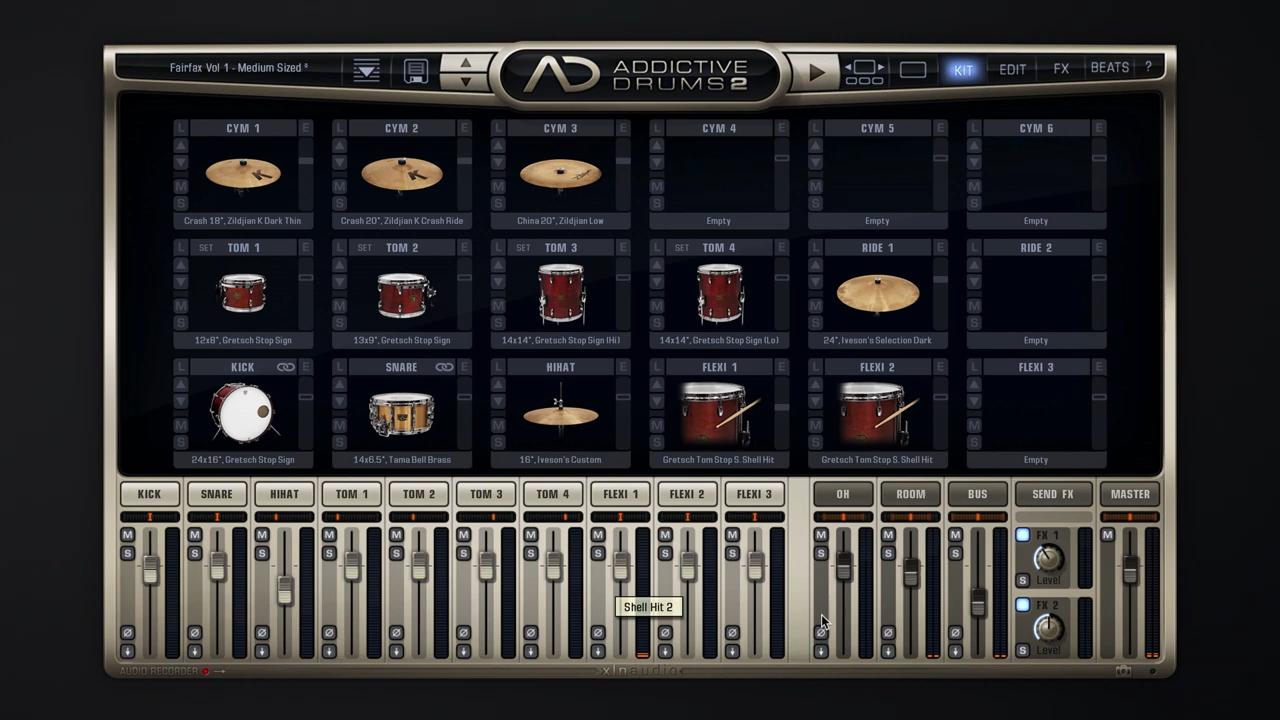 Fairfax Vol 1 - Medium Sized *
ADDICTIVE
DRUMS 2
KIT
EDIT
FX
BEATS
?
L CYM 1 E
M
S
Crash 18", Zildjian K Dark Thin
L CYM 2 E
M
S
Crash 20", Zildjian K Crash Ride
L CYM 3 E
M
S
China 20", Zildjian Low
L CYM 4 E
M
S
Empty
L CYM 5 E
M
S
Empty
L CYM 6 E
M
S
Empty
L SET TOM 1 E
M
S
12x8", Gretsch Stop Sign
L SET TOM 2 E
M
S
13x9", Gretsch Stop Sign
L SET TOM 3 E
M
S
14x14", Gretsch Stop Sign (Hi)
L SET TOM 4 E
M
S
14x14", Gretsch Stop Sign (Lo)
L RIDE 1 E
M
S
24", Iveson's Selection Dark
L RIDE 2 E
M
S
Empty
L KICK E
M
S
24x16", Gretsch Stop Sign
L SNARE E
M
S
14x6.5", Tama Bell Brass
L HIHAT E
M
S
16", Iveson's Custom
L FLEXI 1 E
M
S
Gretsch Tom Stop S. Shell Hit
L FLEXI 2 E
M
S
Gretsch Tom Stop S. Shell Hit
L FLEXI 3 E
M
S
Empty
KICK SNARE HIHAT TOM 1 TOM 2 TOM 3 TOM 4 FLEXI 1 FLEXI 2 FLEXI 3 OH ROOM BUS SEND FX MASTER
M M M M M M M M M M M M M FX 1 M
S S S S S S S S S S S S S
S Level
Shell Hit 2
FX 2
S Level
AUDIO RECORDER
xlnaudio